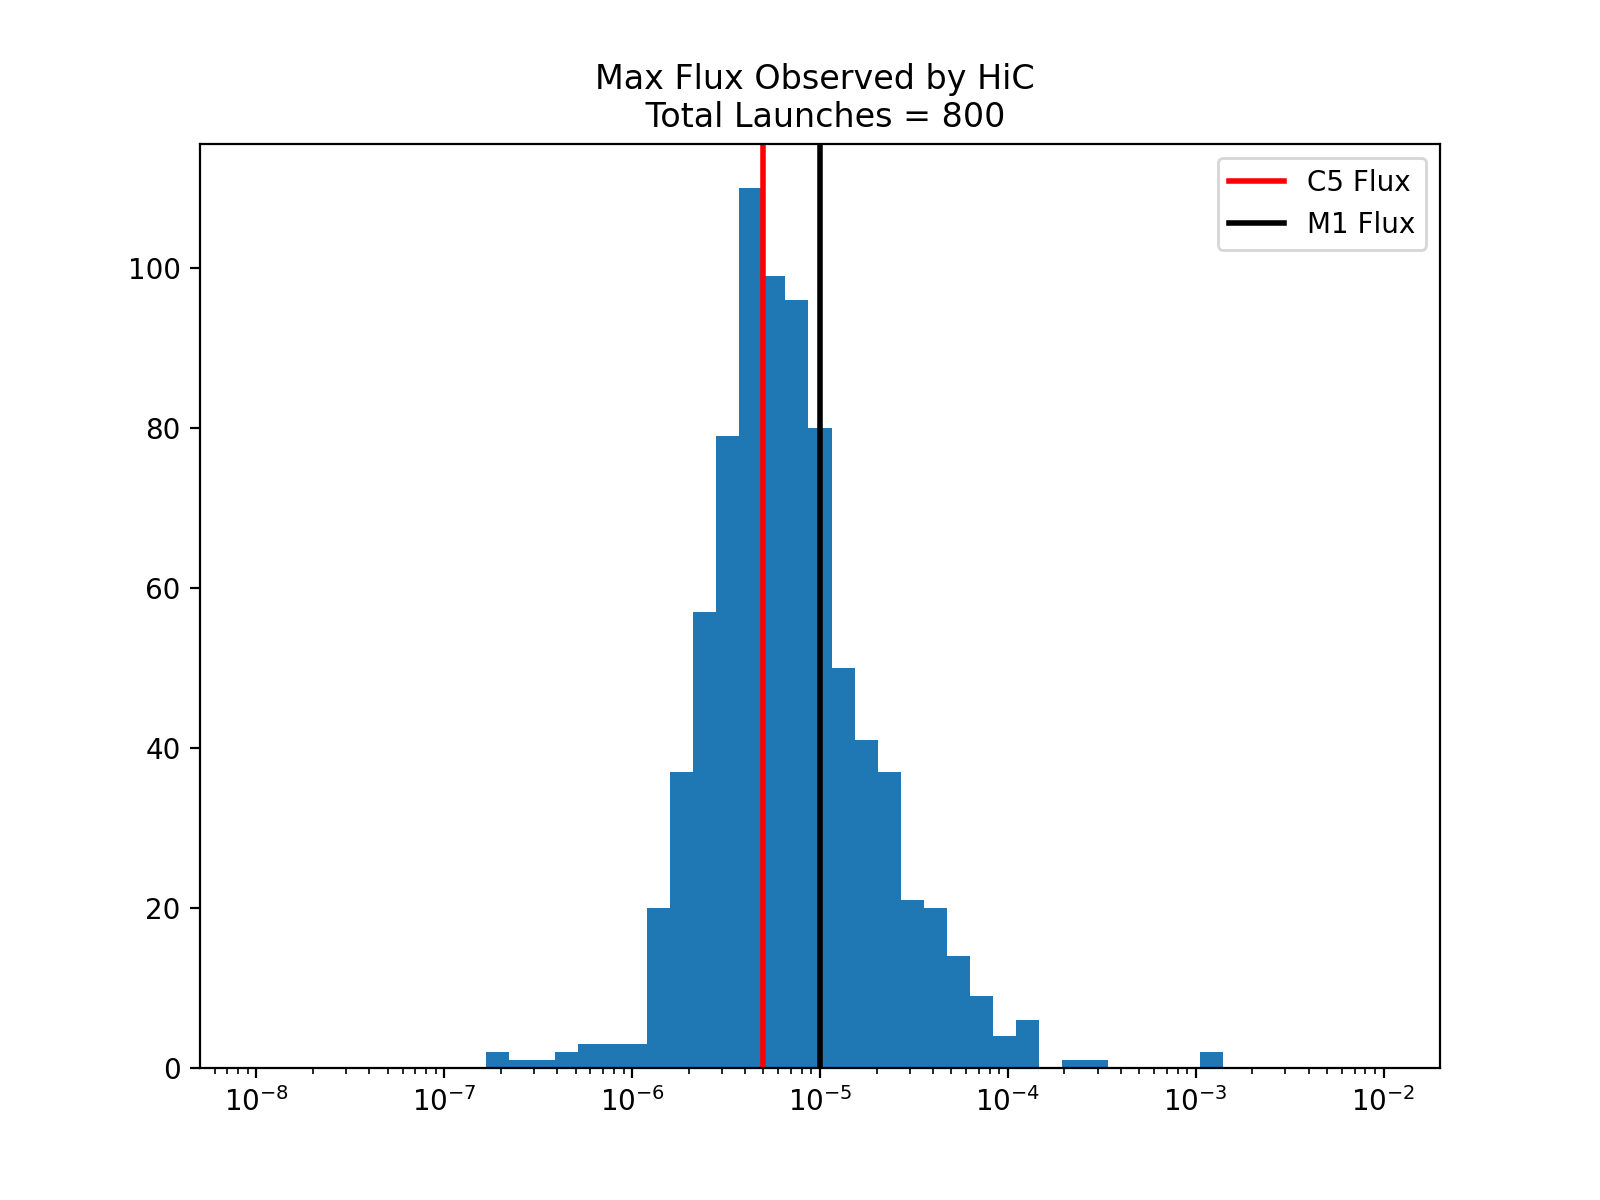 Max Flux Observed by HiC
Total Launches = 800
C5 Flux
M1 Flux
100
80
60
40
20
0
10⁻⁸ 10⁻⁷ 10⁻⁶ 10⁻⁵ 10⁻⁴ 10⁻³ 10⁻²